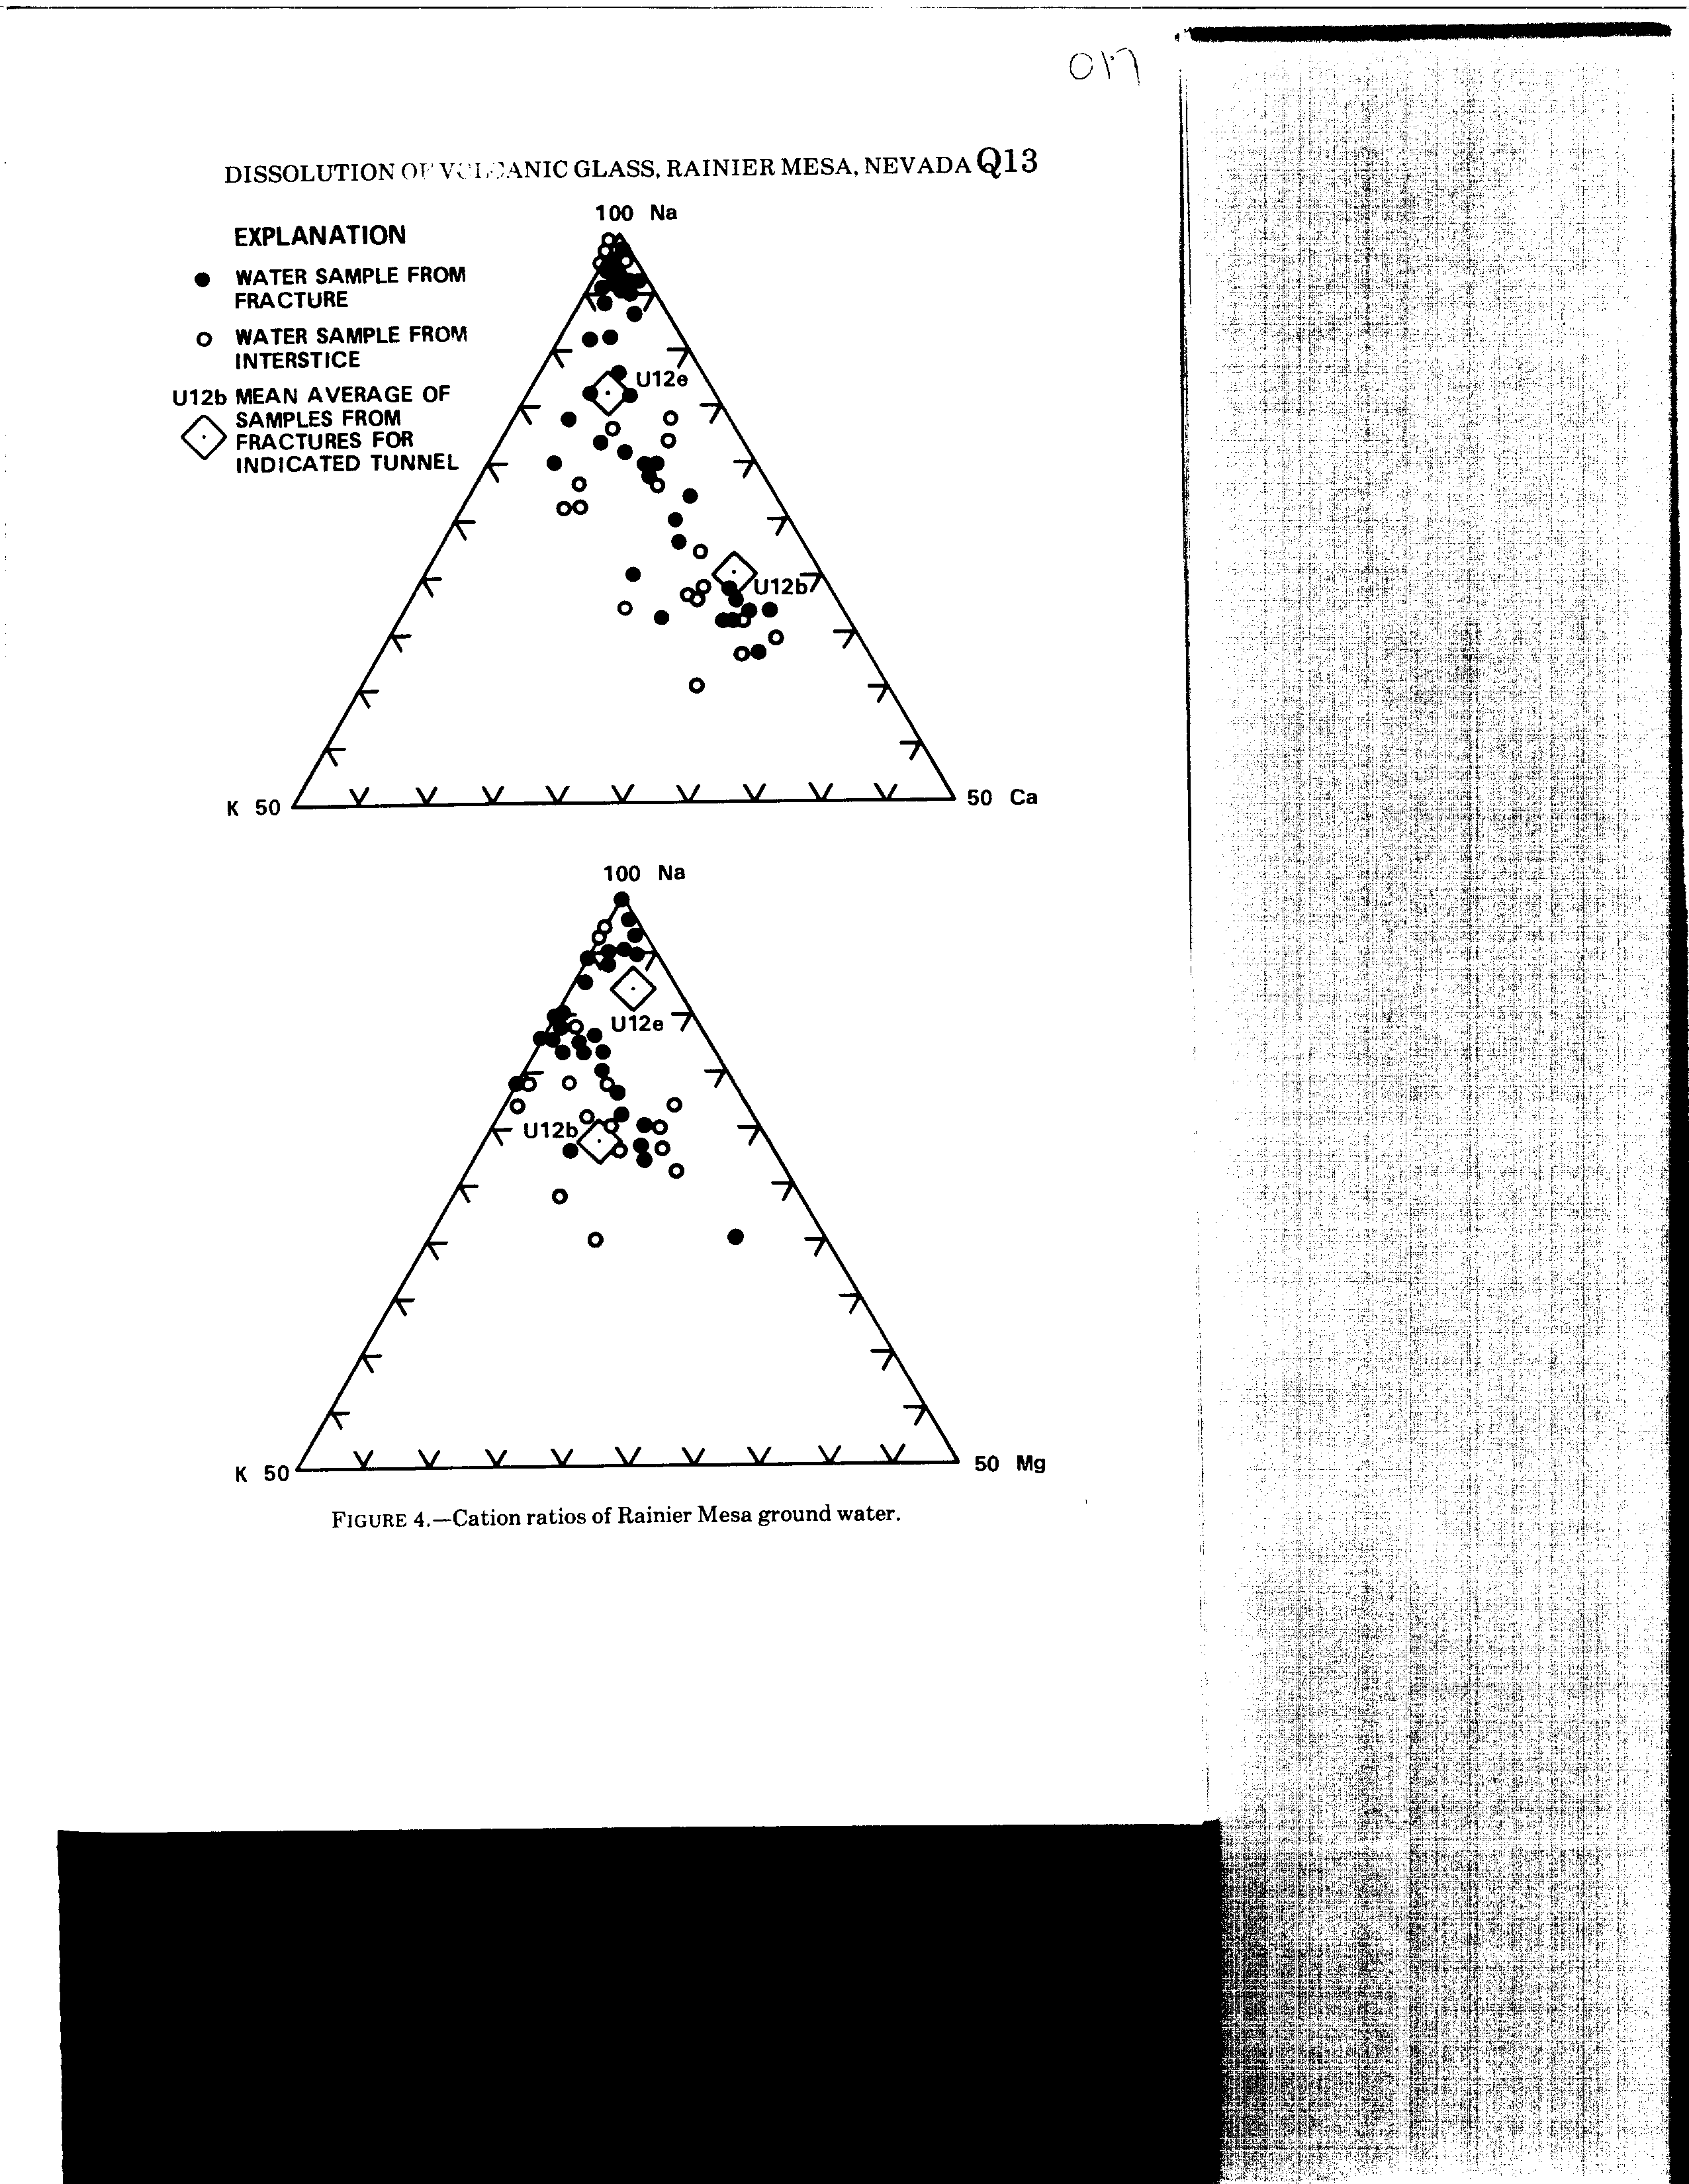 017
DISSOLUTION OF VOLCANIC GLASS, RAINIER MESA, NEVADA Q13
EXPLANATION
WATER SAMPLE FROM
FRACTURE
WATER SAMPLE FROM
INTERSTICE
U12b MEAN AVERAGE OF
SAMPLES FROM
FRACTURES FOR
INDICATED TUNNEL
100 Na
U12e
U12b
K 50
50 Ca
100 Na
U12e
U12b
K 50
50 Mg
FIGURE 4.—Cation ratios of Rainier Mesa ground water.